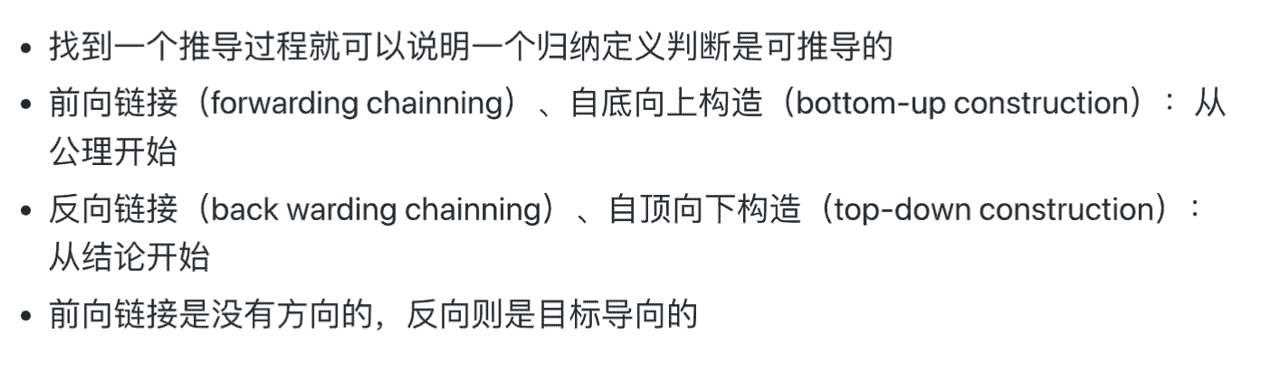 • 找到一个推导过程就可以说明一个归纳定义判断是可推导的
• 前向链接（forwarding chainning）、自底向上构造（bottom-up construction）：从
公理开始
• 反向链接（back warding chainning）、自顶向下构造（top-down construction）：
从结论开始
• 前向链接是没有方向的，反向则是目标导向的